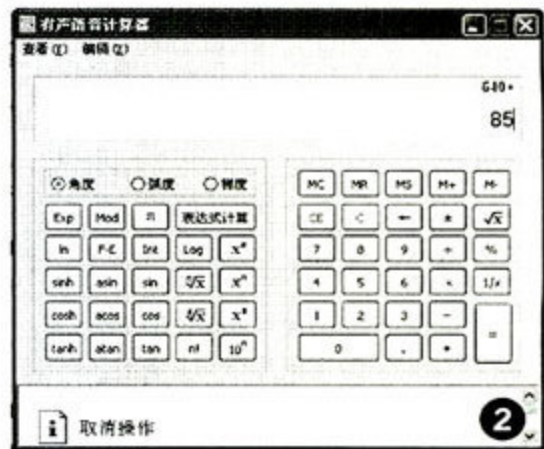 有声语音计算器
查看(I) 编辑(Z)
640+
85
角度 弧度 梯度
MC MR MS M+ M-
Exp Mod π 表达式计算
CE C ← ± √x
ln F-E Int Log
7 8 9 ÷ %
sinh asin sin
4 5 6 × 1/x
cosh acos cos
1 2 3 - =
tanh atan tan n! 10ⁿ
0 . +
取消操作
2